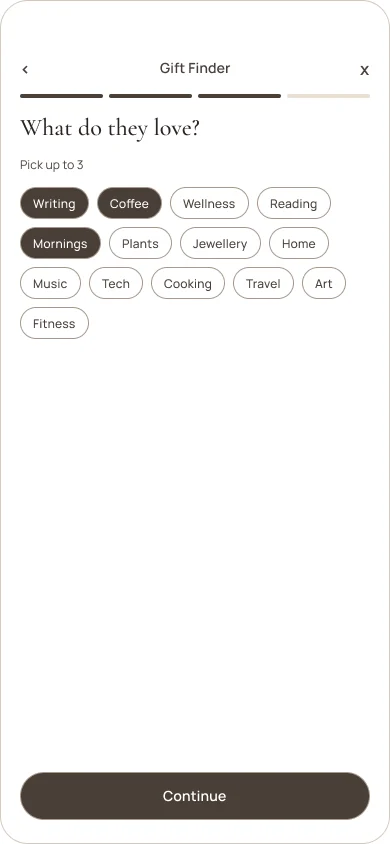 ‹ Gift Finder X
What do they love?
Pick up to 3
Writing Coffee Wellness Reading
Mornings Plants Jewellery Home
Music Tech Cooking Travel Art
Fitness
Continue